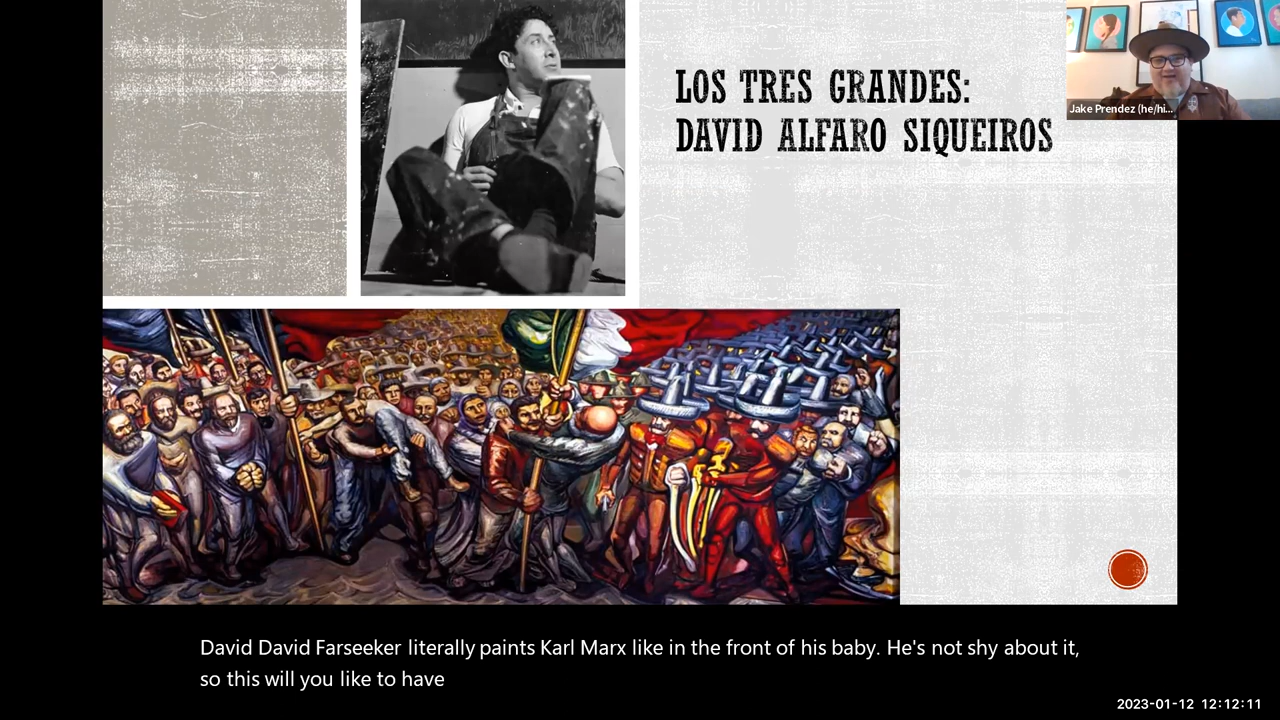 LOS TRES GRANDES:
DAVID ALFARO SIQUEIROS
Jake Prendez (he/hi...
David David Farseeker literally paints Karl Marx like in the front of his baby. He's not shy about it,
so this will you like to have
2023-01-12 12:12:11